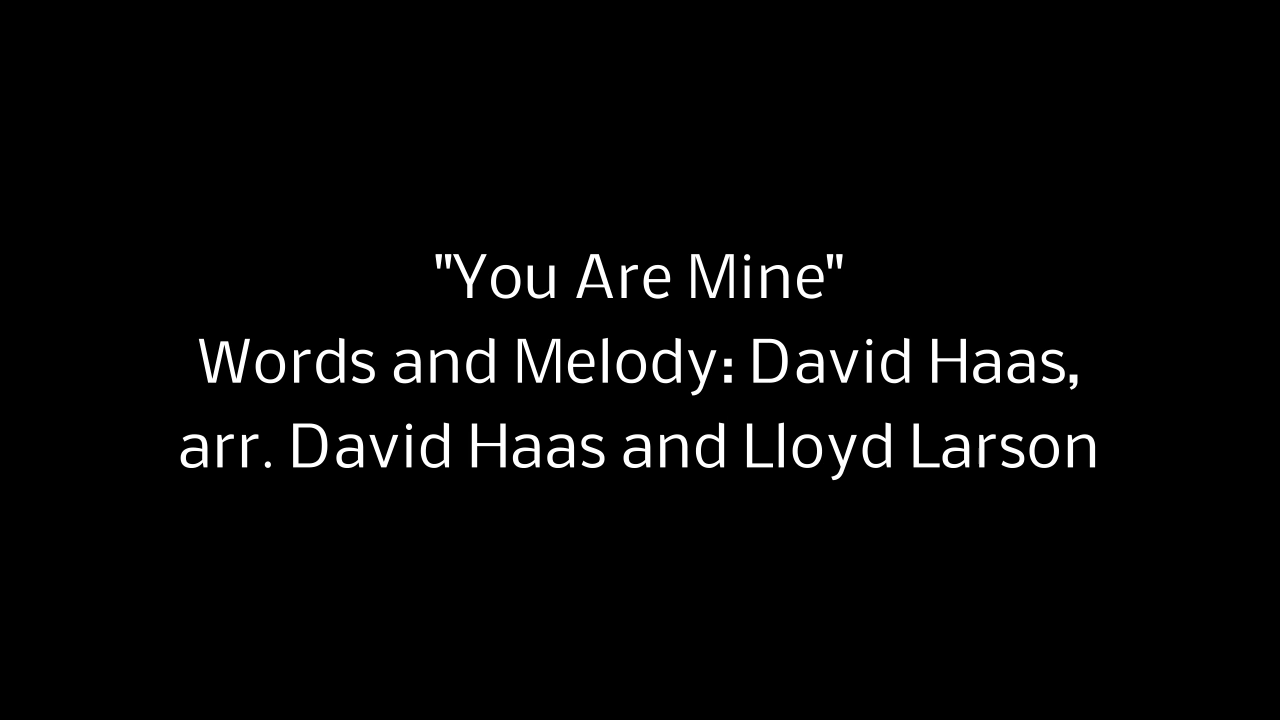 "You Are Mine"
Words and Melody: David Haas,
arr. David Haas and Lloyd Larson